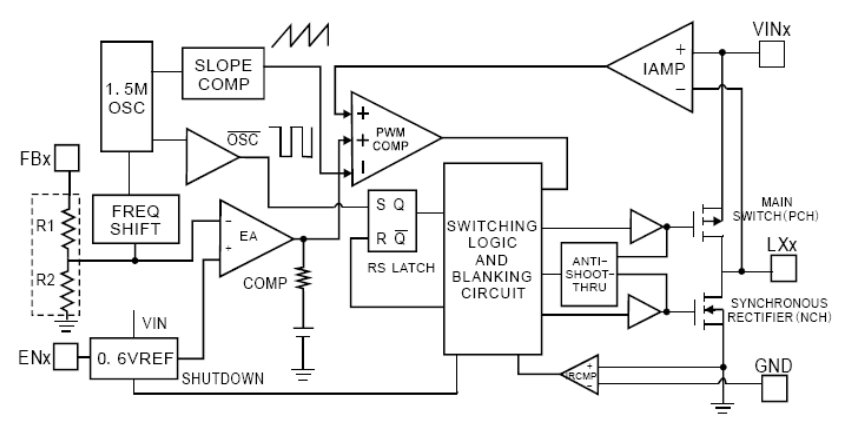 VINx
SLOPE
COMP
1.5M
OSC
IAMP
+
−
+
+
−
PWM
COMP
OSC
FBx
R1
R2
FREQ
SHIFT
−
EA
+
COMP
S Q
R Q
RS LATCH
SWITCHING
LOGIC
AND
BLANKING
CIRCUIT
ANTI-
SHOOT-
THRU
MAIN
SWITCH(PCH)
LXx
SYNCHRONOUS
RECTIFIER(NCH)
VIN
ENx
0.6VREF
SHUTDOWN
+
IRCMP
−
GND